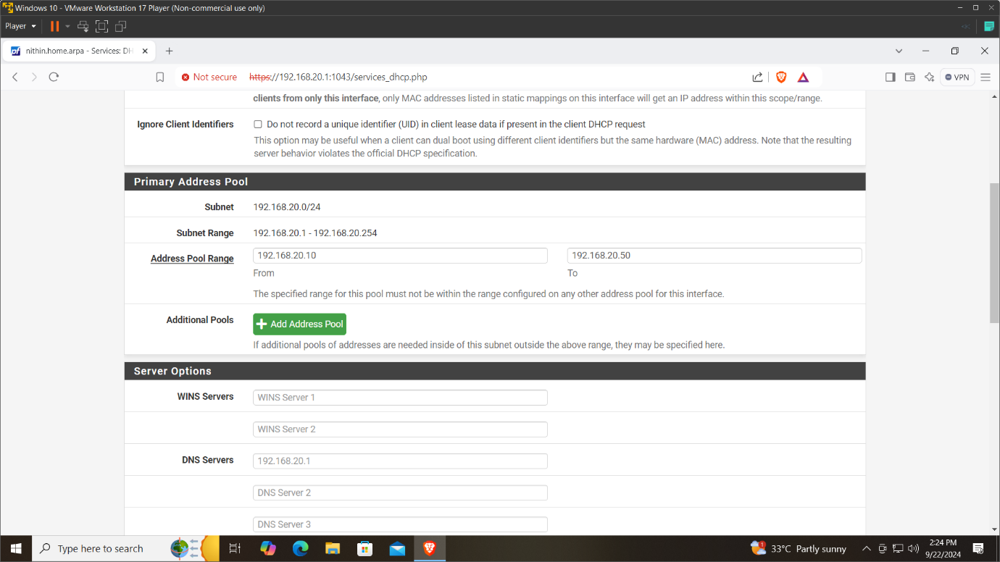 Windows 10 - VMware Workstation 17 Player (Non-commercial use only)
Player
nithin.home.arpa - Services: DH
Not secure https://192.168.20.1:1043/services_dhcp.php VPN
clients from only this interface, only MAC addresses listed in static mappings on this interface will get an IP address within this scope/range.
Ignore Client Identifiers Do not record a unique identifier (UID) in client lease data if present in the client DHCP request
This option may be useful when a client can dual boot using different client identifiers but the same hardware (MAC) address. Note that the resulting
server behavior violates the official DHCP specification.
Primary Address Pool
Subnet 192.168.20.0/24
Subnet Range 192.168.20.1 - 192.168.20.254
Address Pool Range 192.168.20.10 192.168.20.50
From To
The specified range for this pool must not be within the range configured on any other address pool for this interface.
Additional Pools Add Address Pool
If additional pools of addresses are needed inside of this subnet outside the above range, they may be specified here.
Server Options
WINS Servers WINS Server 1
WINS Server 2
DNS Servers 192.168.20.1
DNS Server 2
DNS Server 3
Type here to search 1 33°C Partly sunny 2:24 PM
9/22/2024